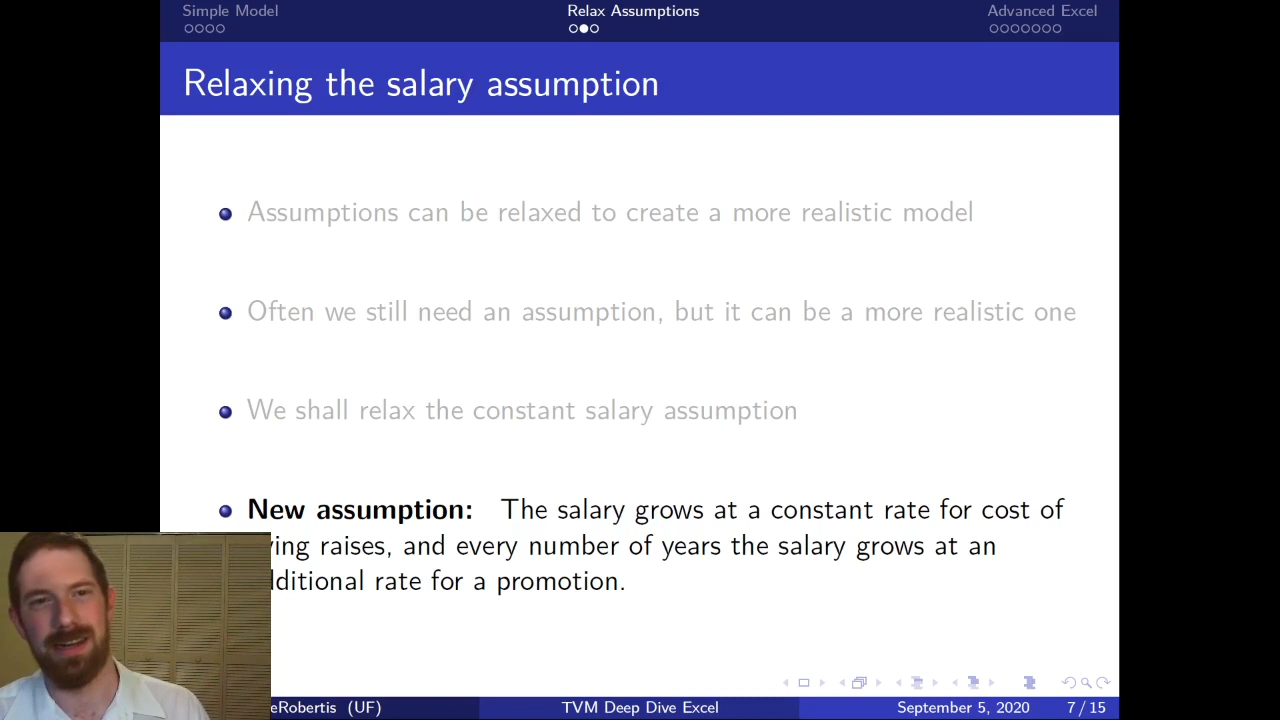 Simple Model
Relax Assumptions
Advanced Excel
Relaxing the salary assumption
Assumptions can be relaxed to create a more realistic model
Often we still need an assumption, but it can be a more realistic one
We shall relax the constant salary assumption
New assumption: The salary grows at a constant rate for cost of
raises, and every number of years the salary grows at an
rate for a promotion.
(UF)
TVM Deep Dive Excel
September 5, 2020
7 / 15